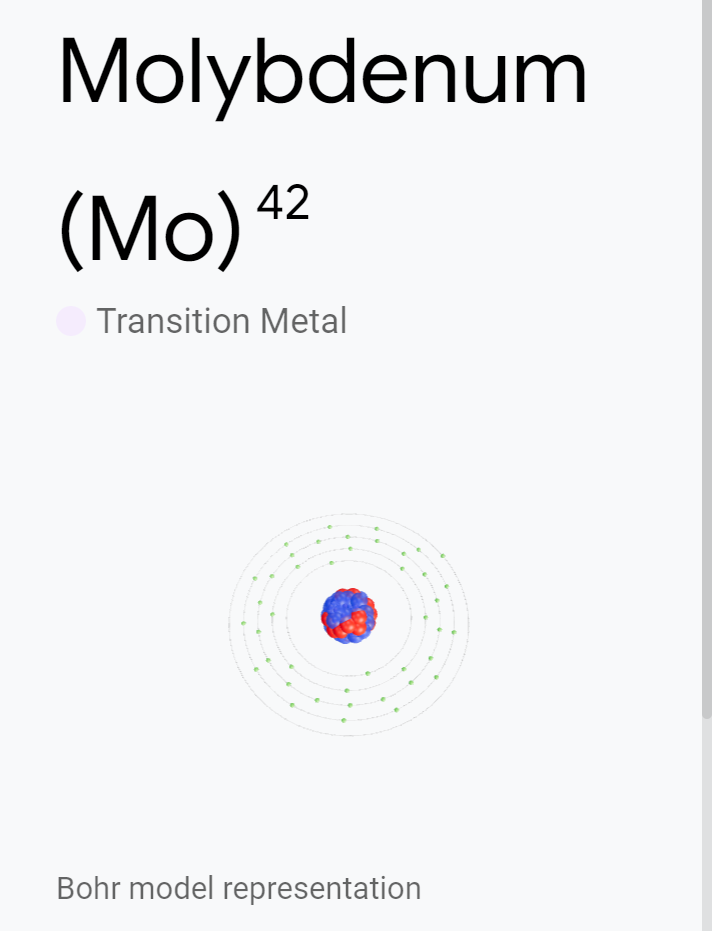 Molybdenum
(Mo) 42
Transition Metal
Bohr model representation